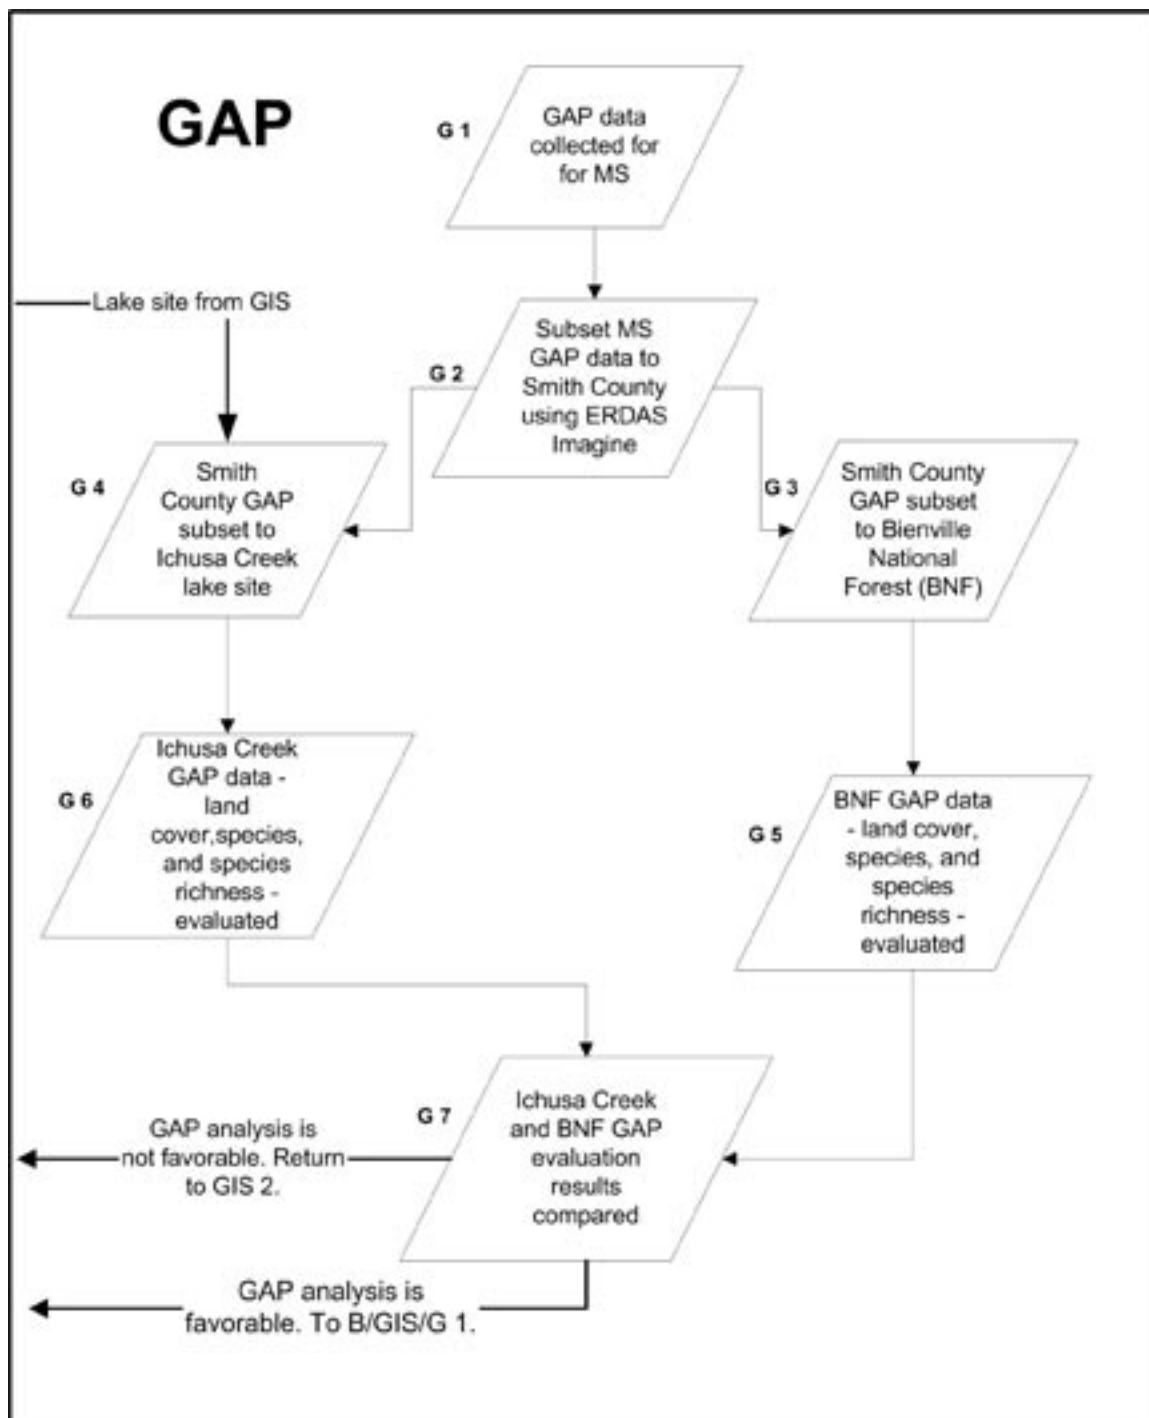 GAP
G 1
GAP data
collected for
for MS
Lake site from GIS
G 2
Subset MS
GAP data to
Smith County
using ERDAS
Imagine
G 4
Smith
County GAP
subset to
Ichusa Creek
lake site
G 3
Smith County
GAP subset
to Bienville
National
Forest (BNF)
G 6
Ichusa Creek
GAP data -
land
cover,species,
and species
richness -
evaluated
G 5
BNF GAP data
- land cover,
species, and
species
richness -
evaluated
G 7
Ichusa Creek
and BNF GAP
evaluation
results
compared
GAP analysis is
not favorable. Return
to GIS 2.
GAP analysis is
favorable. To B/GIS/G 1.